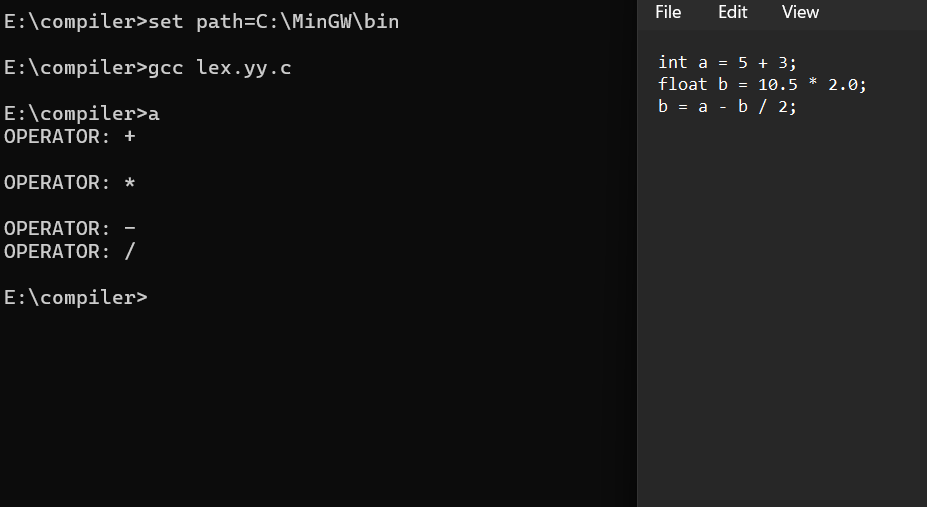 E:\compiler>set path=C:\MinGW\bin
E:\compiler>gcc lex.yy.c
E:\compiler>a
OPERATOR: +
OPERATOR: *
OPERATOR: -
OPERATOR: /
E:\compiler>
File Edit View
int a = 5 + 3;
float b = 10.5 * 2.0;
b = a - b / 2;